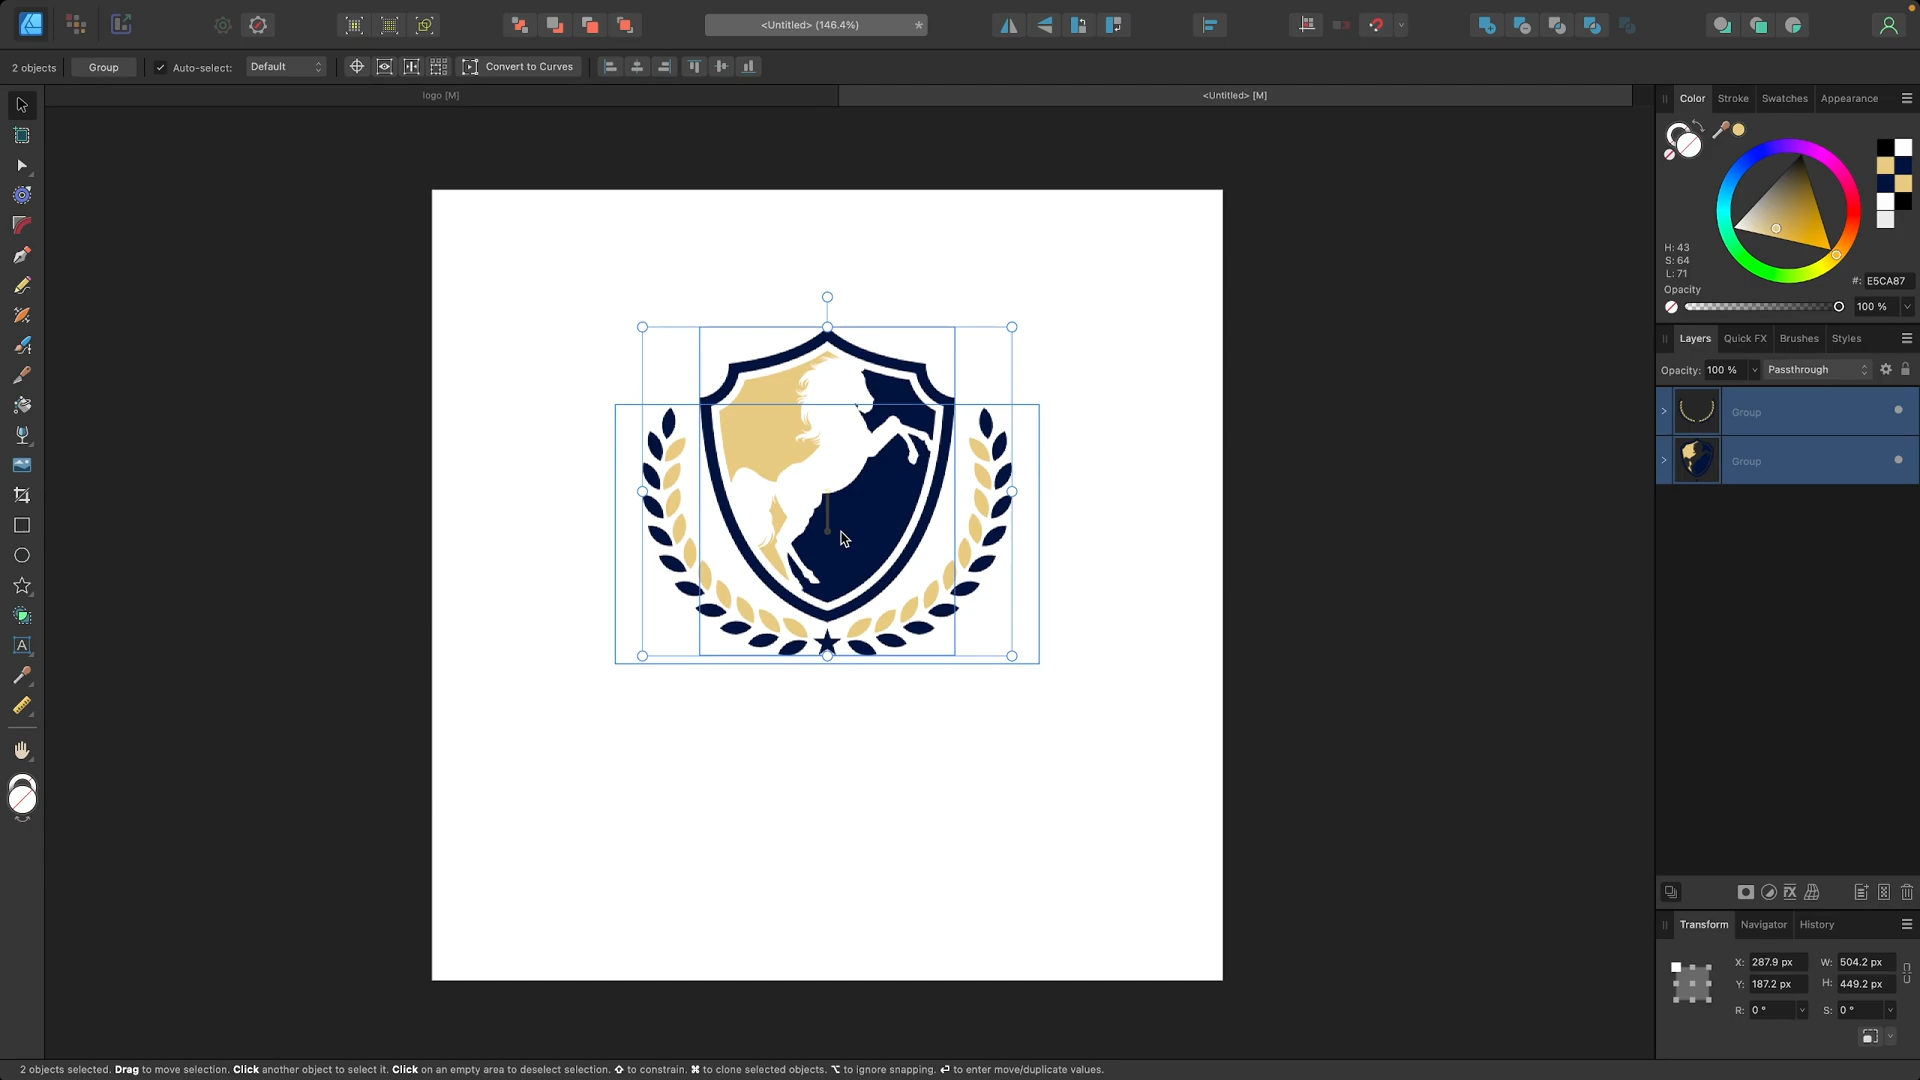 <Untitled> (146.4%)
*
2 objects
Group
Auto-select:
Default
Convert to Curves
logo [M]
<Untitled> [M]
Color
Stroke
Swatches
Appearance
H: 43
S: 64
L: 71
#: E5CA87
Opacity
100 %
Layers
Quick FX
Brushes
Styles
Opacity: 100 %
Passthrough
Group
Group
Transform
Navigator
History
X: 287.9 px
W: 504.2 px
Y: 187.2 px
H: 449.2 px
R: 0 °
S: 0 °
2 objects selected. Drag to move selection. Click another object to select it. Click on an empty area to deselect selection. ⇧ to constrain. ⌘ to clone selected objects. ⌥ to ignore snapping. ↵ to enter move/duplicate values.